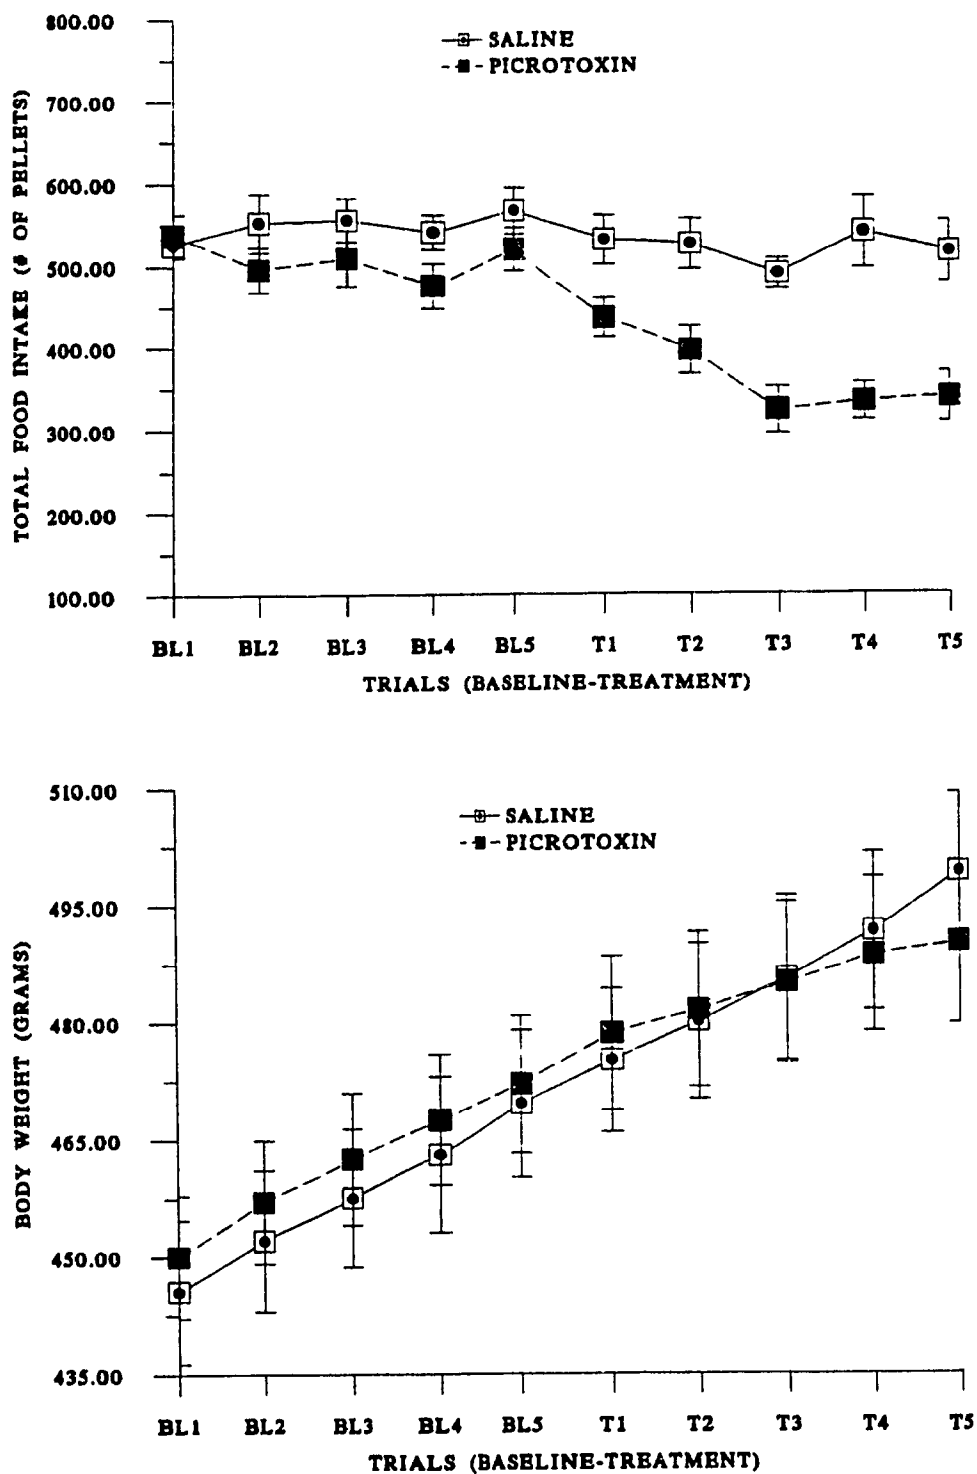 800.00
700.00
600.00
500.00
400.00
300.00
200.00
100.00
TOTAL FOOD INTAKE (# OF PELLETS)
SALINE
PICROTOXIN
BL1 BL2 BL3 BL4 BL5 T1 T2 T3 T4 T5
TRIALS (BASELINE-TREATMENT)
510.00
495.00
480.00
465.00
450.00
435.00
BODY WEIGHT (GRAMS)
SALINE
PICROTOXIN
BL1 BL2 BL3 BL4 BL5 T1 T2 T3 T4 T5
TRIALS (BASELINE-TREATMENT)